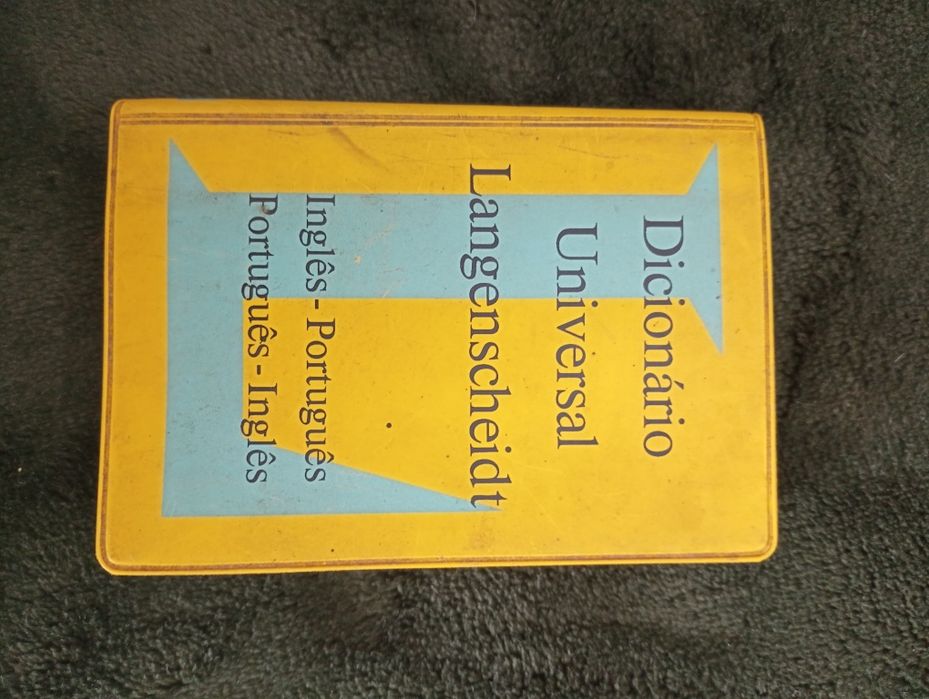 Dicionário
Universal
Langenscheidt
Inglês - Português
Português - Inglês